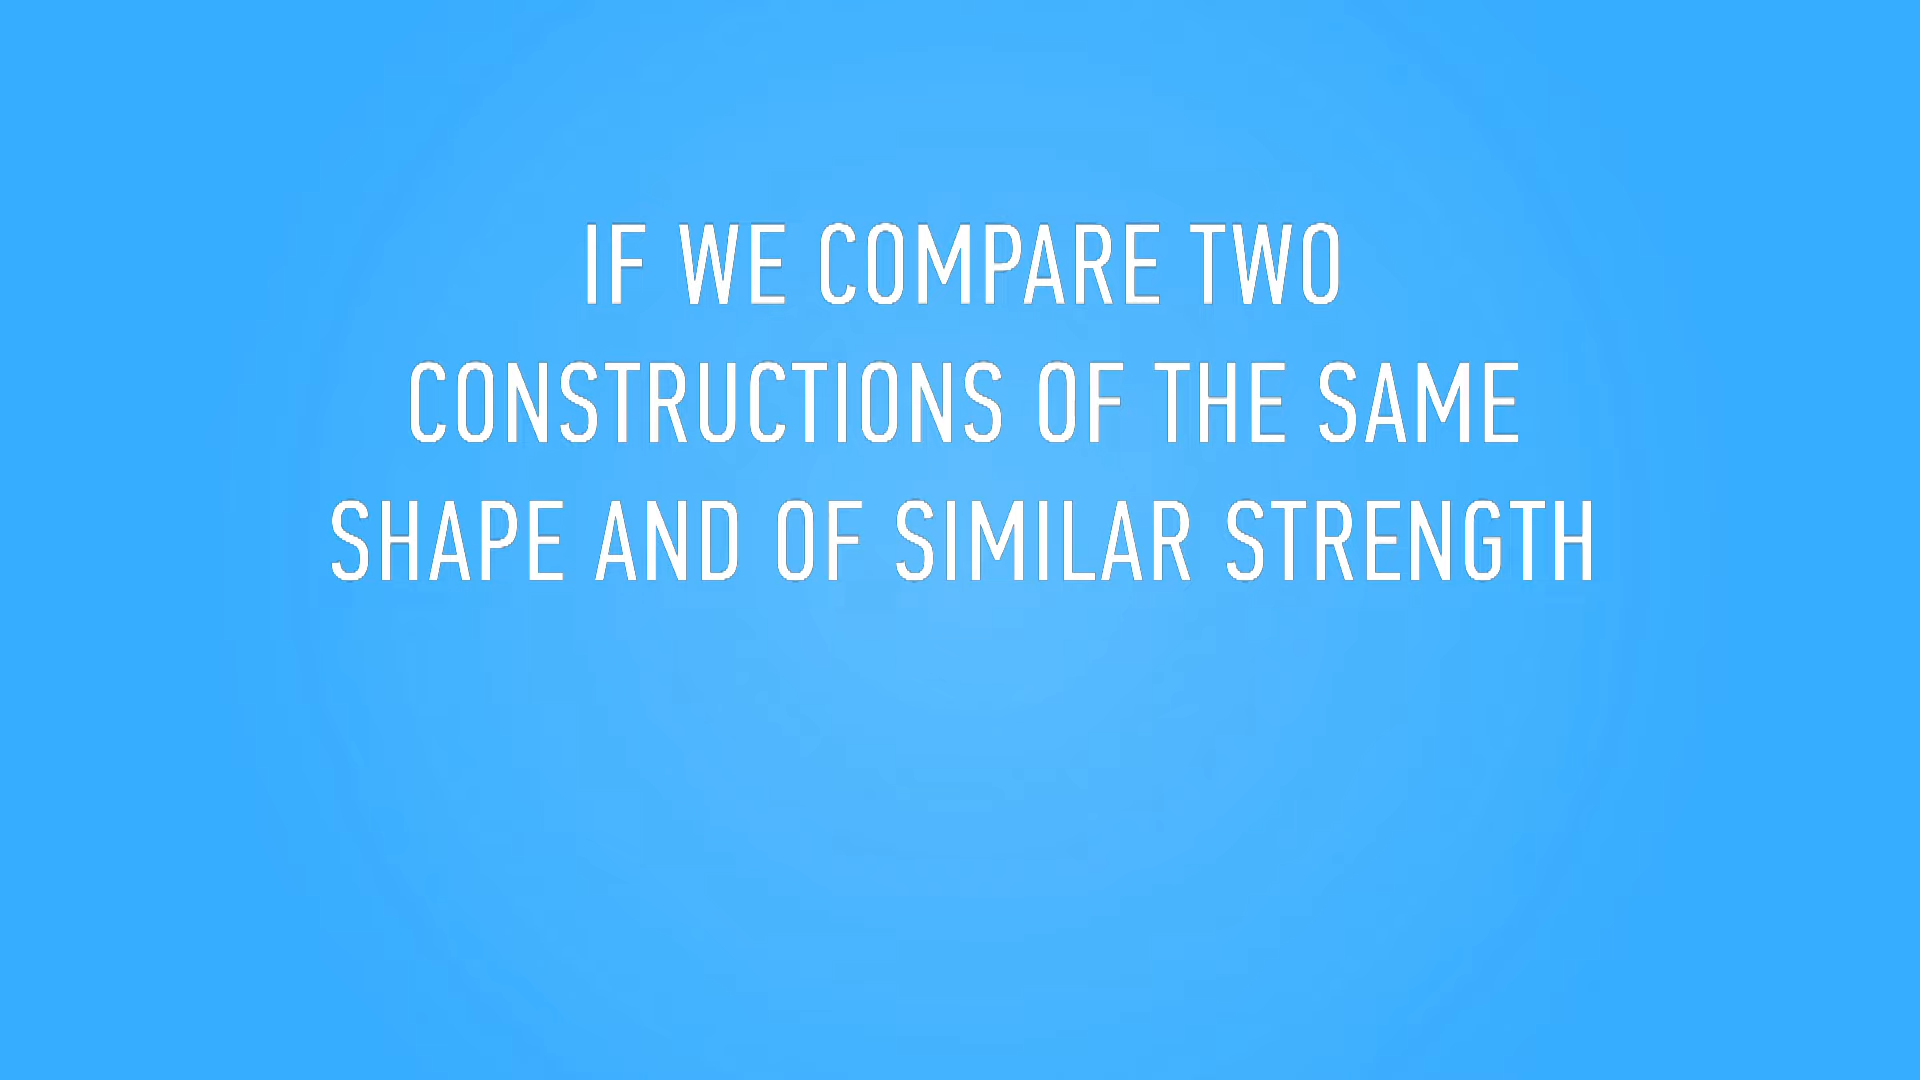 IF WE COMPARE TWO
CONSTRUCTIONS OF THE SAME
SHAPE AND OF SIMILAR STRENGTH